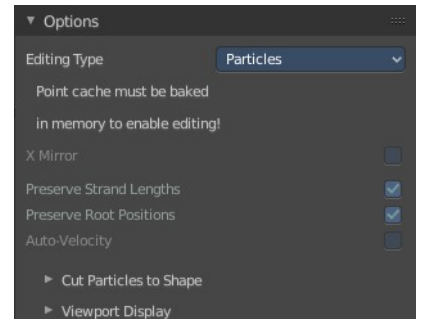 Options
Editing Type Particles
Point cache must be baked
in memory to enable editing!
X Mirror
Preserve Strand Lengths
Preserve Root Positions
Auto-Velocity
Cut Particles to Shape
Viewport Display